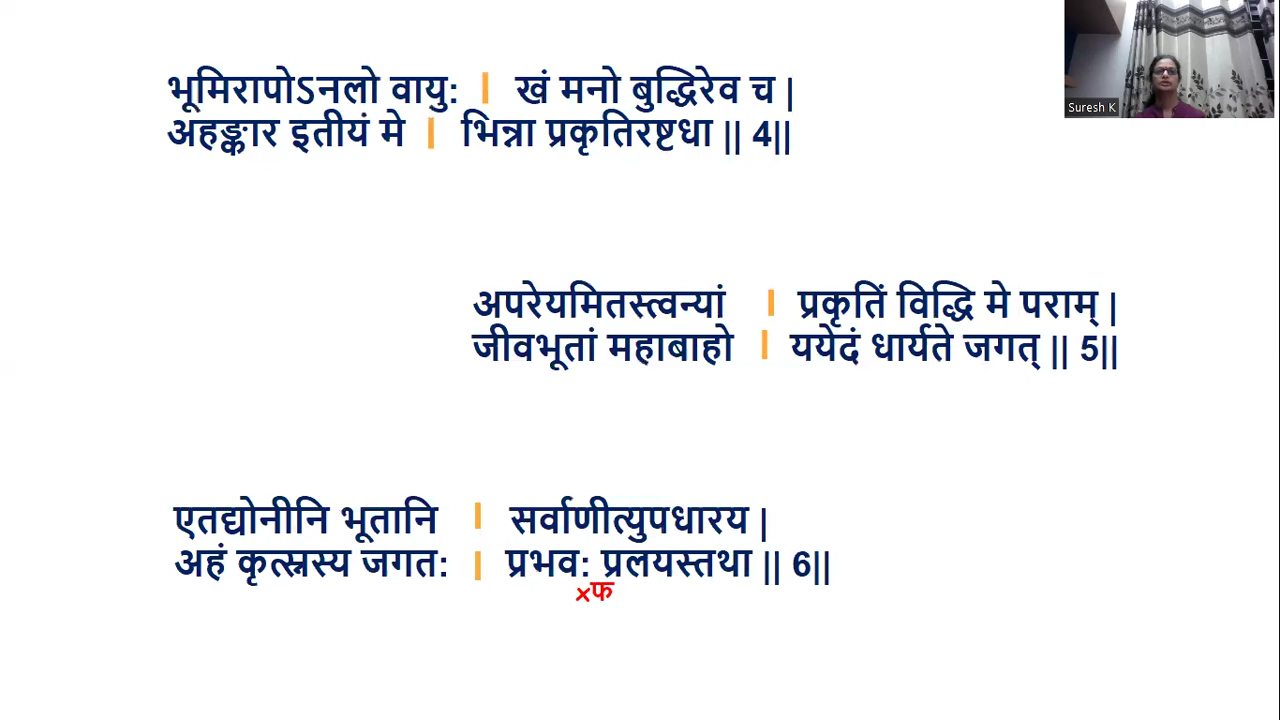 भूमिरापोऽनलो वायु: | खं मनो बुद्धिरेव च |
अहङ्कार इतीयं मे | भिन्ना प्रकृतिरष्टधा || 4||
Suresh K
अपरेयमितस्त्वन्यां | प्रकृतिं विद्धि मे पराम् |
जीवभूतां महाबाहो | ययेदं धार्यते जगत् || 5||
एतद्योनीनि भूतानि | सर्वाणीत्युपधारय |
अहं कृत्स्नस्य जगत: | प्रभव: प्रलयस्तथा || 6||
×फ